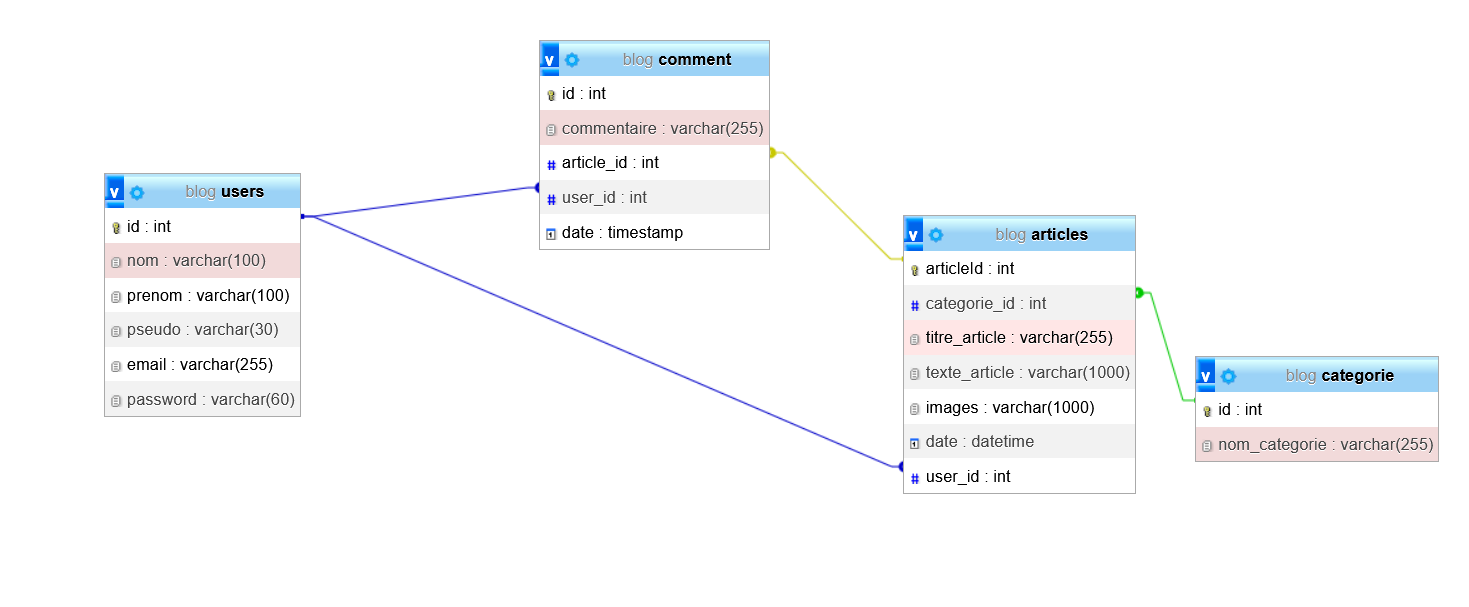 v blog users
id : int
nom : varchar(100)
prenom : varchar(100)
pseudo : varchar(30)
email : varchar(255)
password : varchar(60)
v blog comment
id : int
commentaire : varchar(255)
# article_id : int
# user_id : int
date : timestamp
v blog articles
articleId : int
# categorie_id : int
titre_article : varchar(255)
texte_article : varchar(1000)
images : varchar(1000)
date : datetime
# user_id : int
v blog categorie
id : int
nom_categorie : varchar(255)